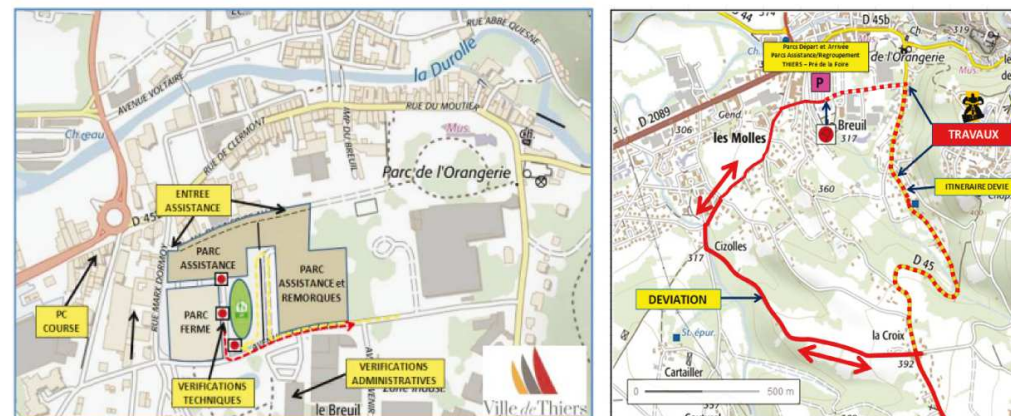 RUE ABBE QUESNE
la Durolle
AVENUE VOLTAIRE
RUE DU MOUTIER
Mus.
Parc de l'Orangerie
RUE DE CLERMONT
ENTREE
ASSISTANCE
RUE MARX DORMOY
PARC
ASSISTANCE
PARC
ASSISTANCE et
REMORQUES
PC
COURSE
PARC
FERME
VERIFICATIONS
TECHNIQUES
VERIFICATIONS
ADMINISTRATIVES
le Breuil
Ville de Thiers
D 45b
319
Parcs Départ et Arrivée
Parcs Assistance/Regroupement
THIERS – Pré de la Foire
de l'Orangerie
P
D 2089
306
Gend.
les Molles
Breuil
317
TRAVAUX
ITINERAIRE DEVIE
360
Cizolles
317
D 45
DEVIATION
la Croix
392
St. épur.
Cartailler
0
500 m